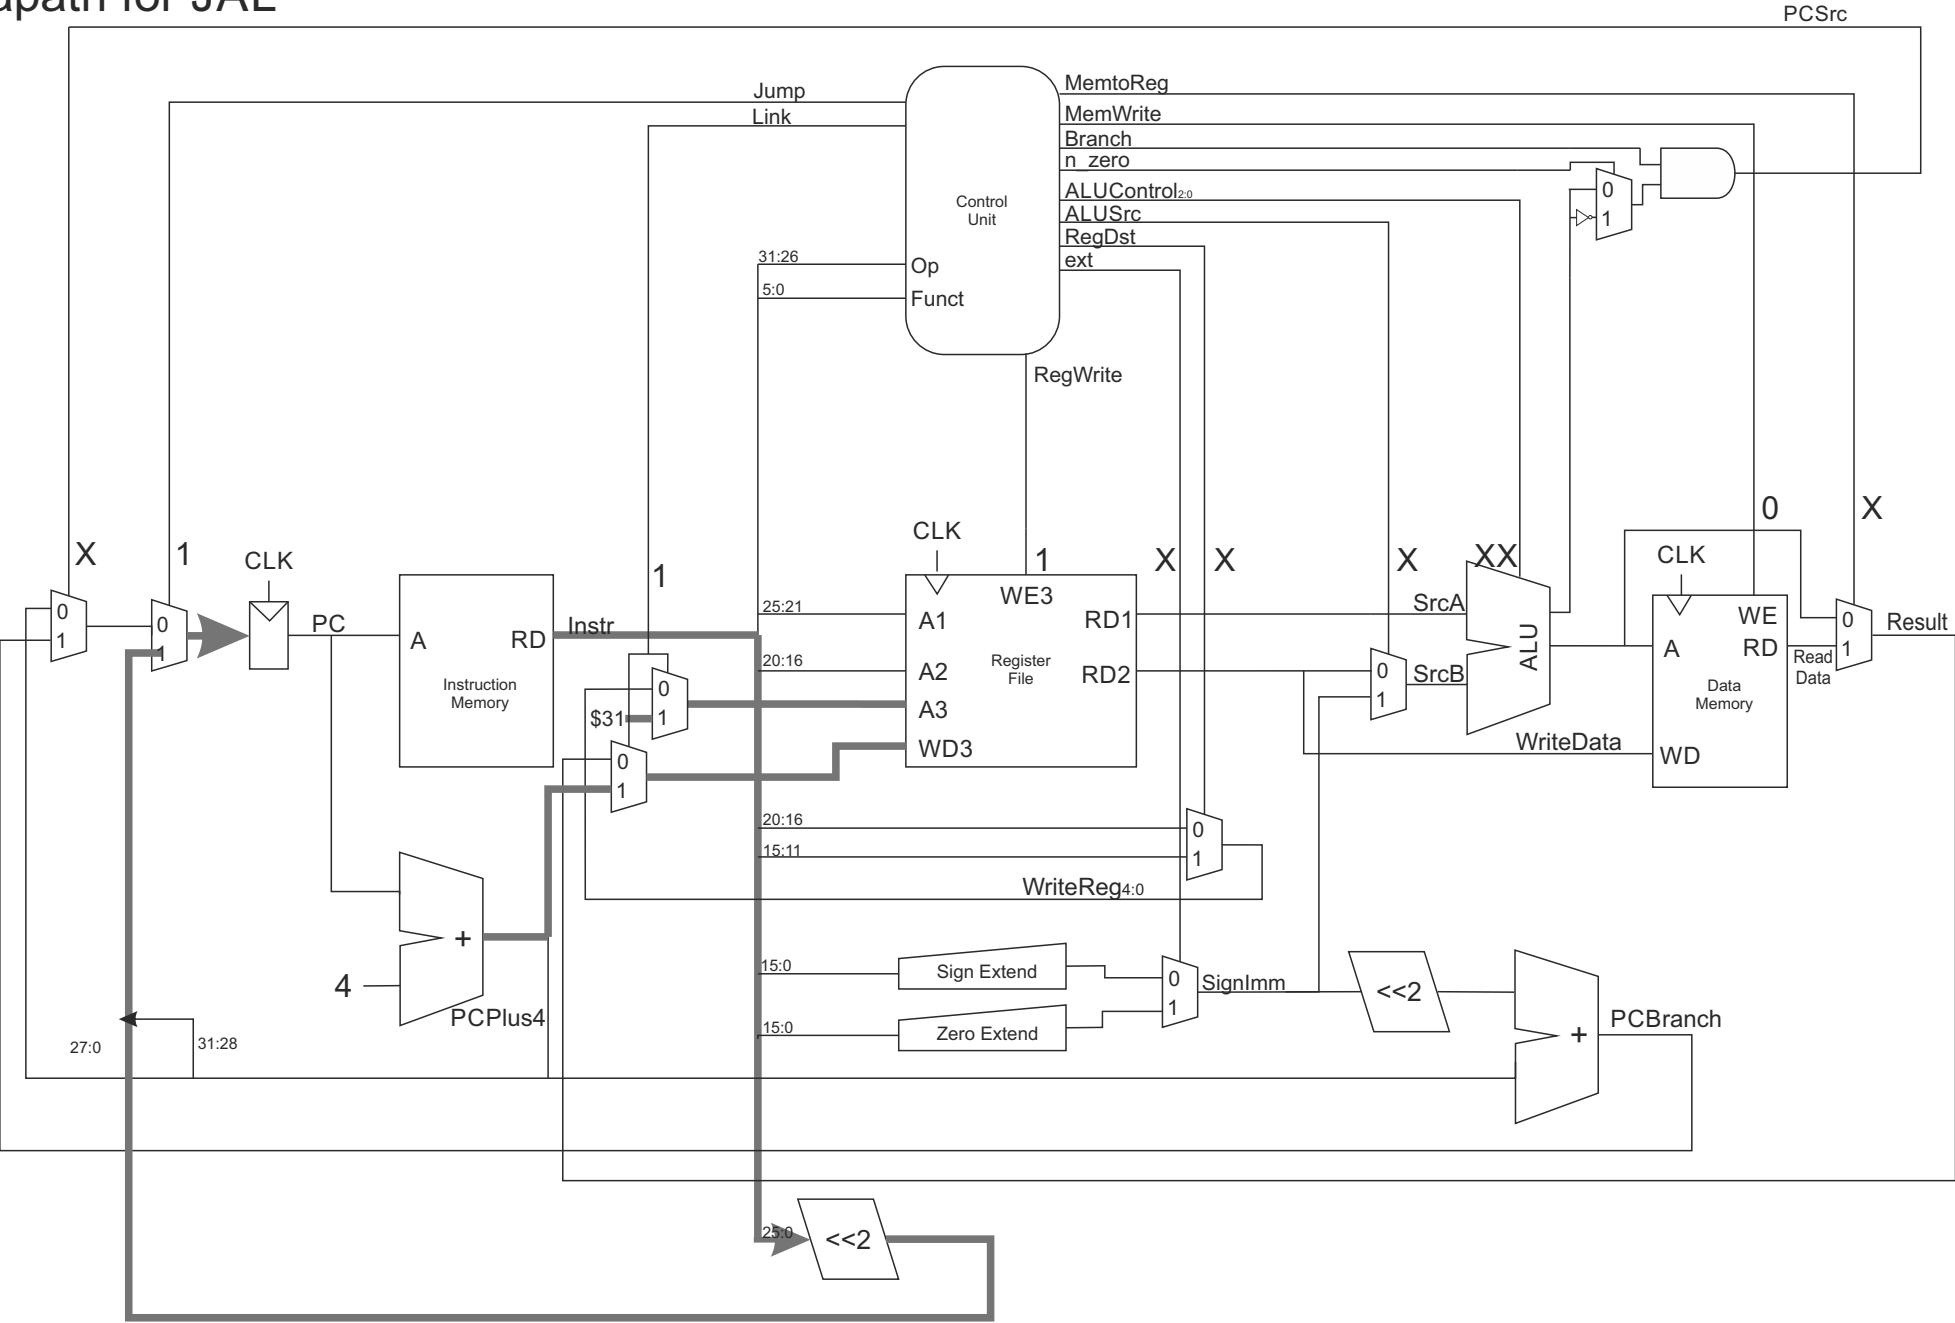 apath for JAL
PCSrc
Jump
Link
MemtoReg
MemWrite
Branch
n_zero
ALUControl2:0
ALUSrc
RegDst
ext
Control
Unit
0
1
31:26
Op
5:0
Funct
RegWrite
X
1
CLK
1
CLK
1
X
X
X
XX
CLK
0
X
0
1
0
1
PC
A
RD
Instruction
Memory
Instr
25:21
20:16
A1
A2
A3
WD3
WE3
RD1
RD2
Register
File
0
$31
1
0
1
SrcA
0
1
SrcB
ALU
WE
A
RD
Data
Memory
Read
Data
WriteData
WD
0
1
Result
20:16
15:11
0
1
WriteReg4:0
+
4
PCPlus4
15:0
Sign Extend
15:0
Zero Extend
0
1
SignImm
<<2
+
PCBranch
27:0
31:28
25:0
<<2